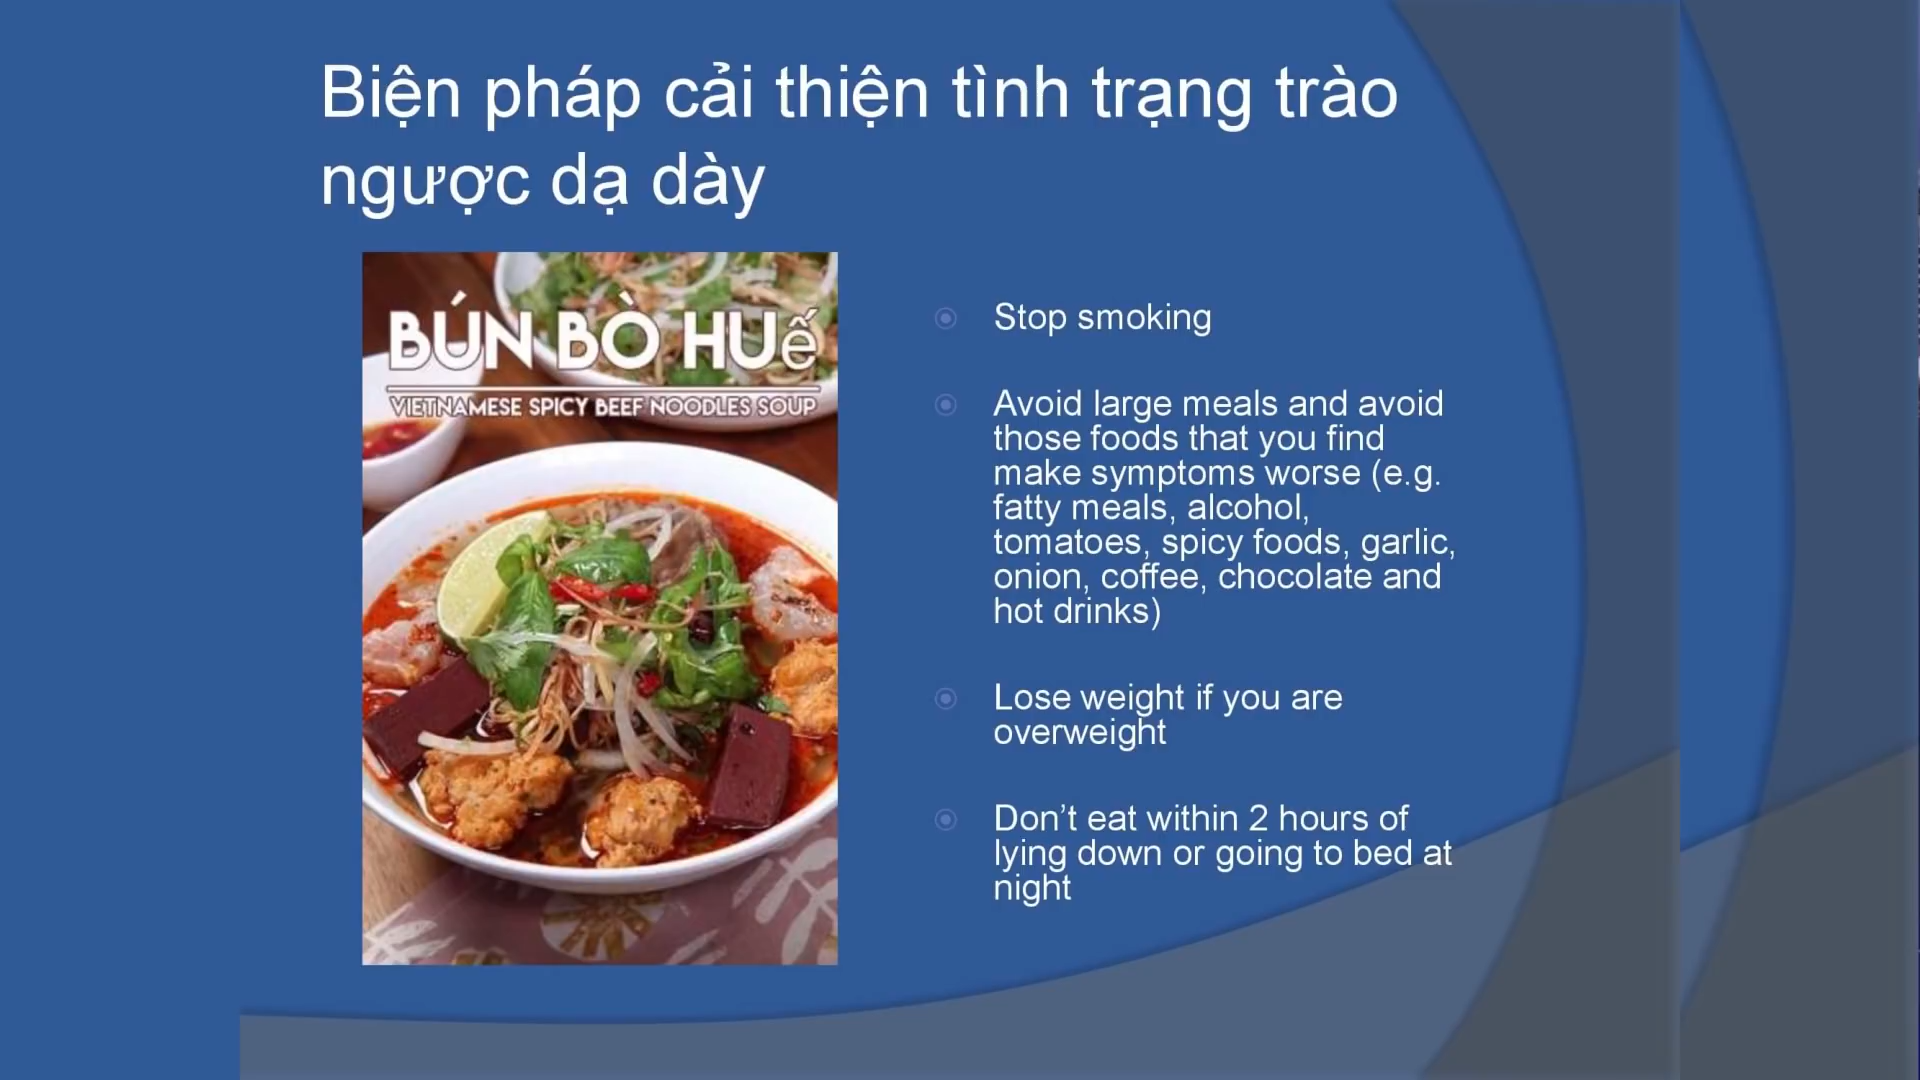 Biện pháp cải thiện tình trạng trào
ngược dạ dày
BÚN BÒ HUế
VIETNAMESE SPICY BEEF NOODLES SOUP
Stop smoking
Avoid large meals and avoid
those foods that you find
make symptoms worse (e.g.
fatty meals, alcohol,
tomatoes, spicy foods, garlic,
onion, coffee, chocolate and
hot drinks)
Lose weight if you are
overweight
Don’t eat within 2 hours of
lying down or going to bed at
night